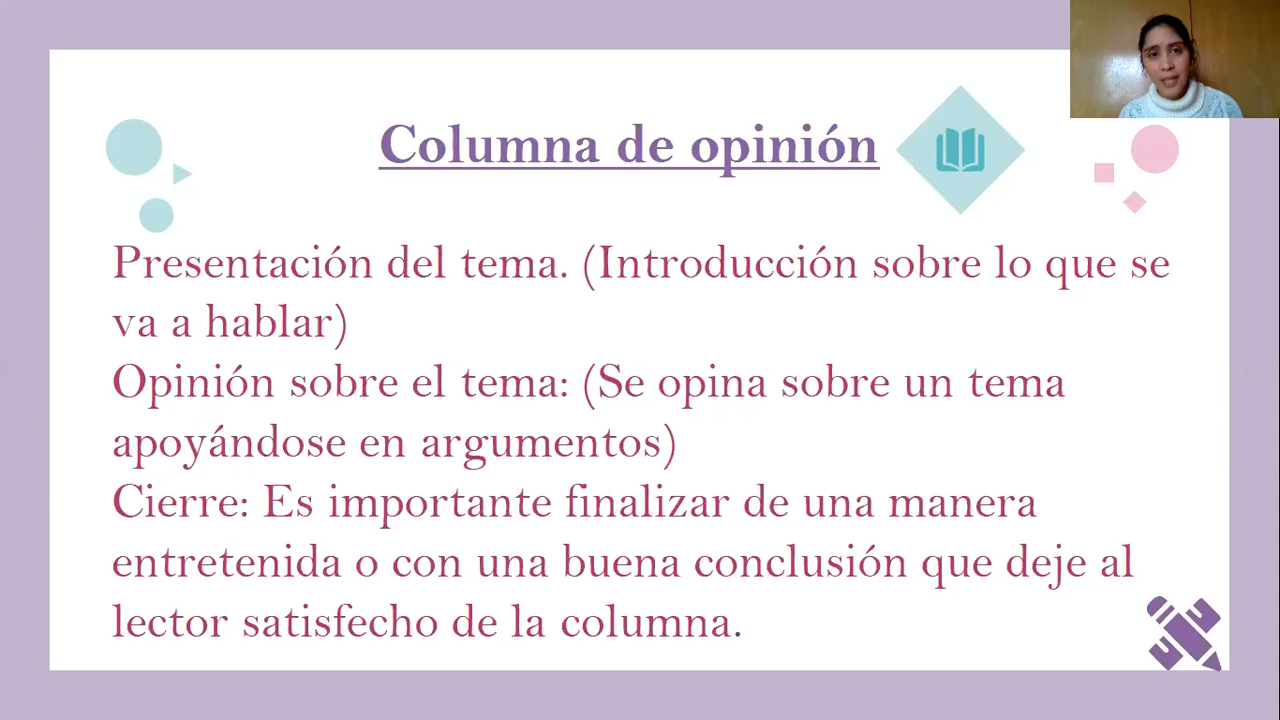 Columna de opinión
Presentación del tema. (Introducción sobre lo que se
va a hablar)
Opinión sobre el tema: (Se opina sobre un tema
apoyándose en argumentos)
Cierre: Es importante finalizar de una manera
entretenida o con una buena conclusión que deje al
lector satisfecho de la columna.